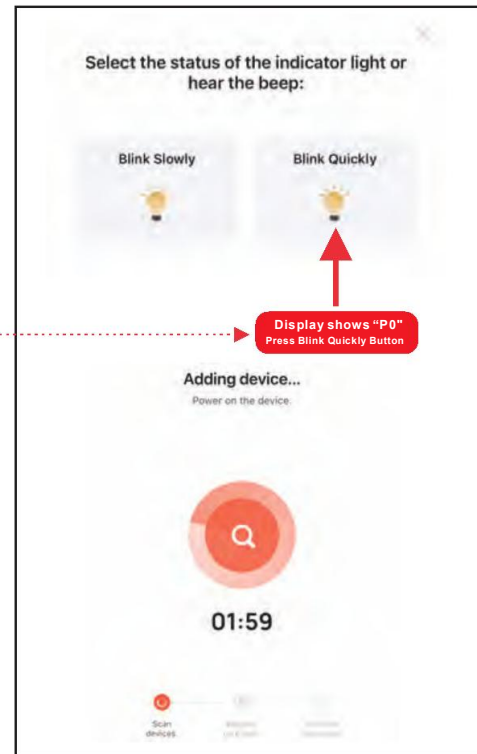 Select the status of the indicator light or
hear the beep:
Blink Slowly
Blink Quickly
Display shows "P0"
Press Blink Quickly Button
Adding device...
Power on the device.
01:59
Scan
devices.